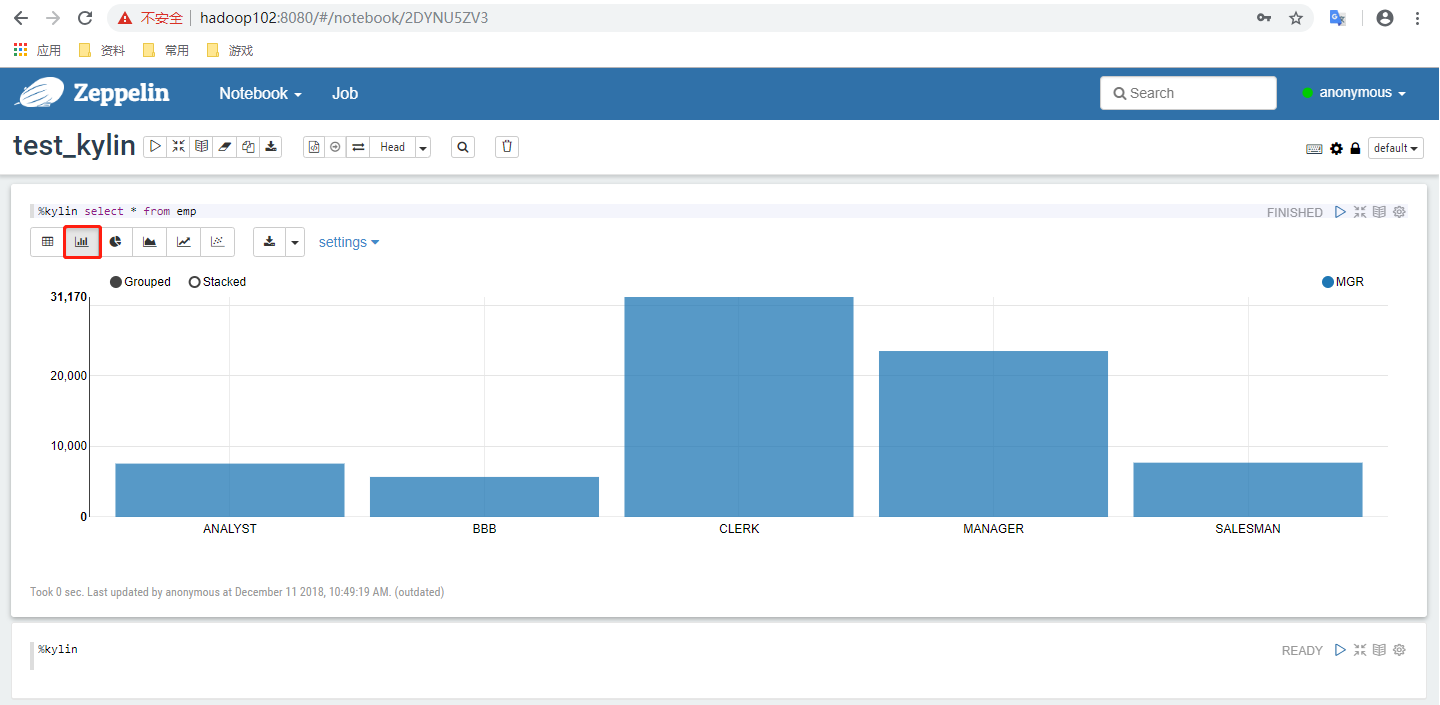 不安全 hadoop102:8080/#/notebook/2DYNU5ZV3
应用 资料 常用 游戏
Zeppelin Notebook Job Search anonymous
test_kylin Head default
%kylin select * from emp FINISHED
settings
Grouped Stacked MGR
31,170
20,000
10,000
0
ANALYST BBB CLERK MANAGER SALESMAN
Took 0 sec. Last updated by anonymous at December 11 2018, 10:49:19 AM. (outdated)
%kylin READY